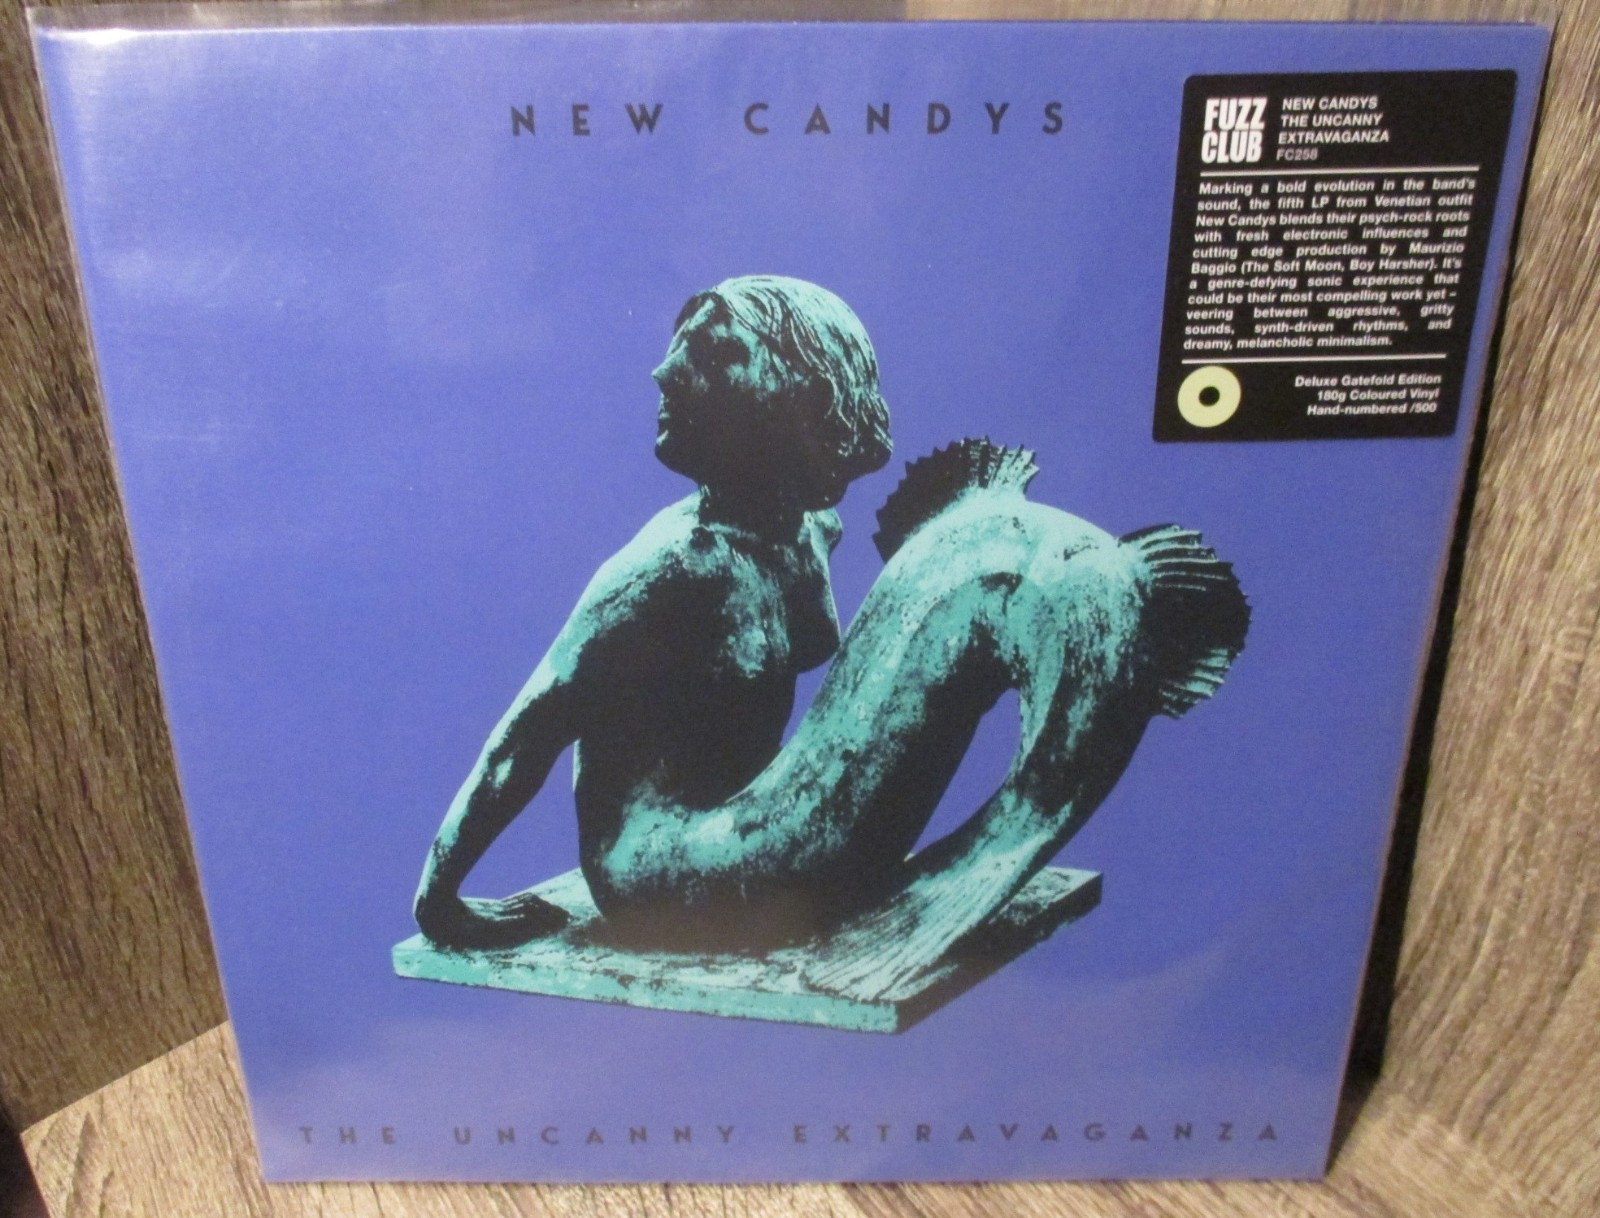 NEW CANDYS
FUZZ CLUB
NEW CANDYS
THE UNCANNY
EXTRAVAGANZA
FC258
Marking a bold evolution in the band's
sound, the fifth LP from Venetian outfit
New Candys blends their psych-rock roots
with fresh electronic influences and
cutting edge production by Maurizio
Baggio (The Soft Moon, Boy Harsher). It's
a genre-defying sonic experience that
could be their most compelling work yet –
veering between aggressive, gritty
sounds, synth-driven rhythms, and
dreamy, melancholic minimalism.
Deluxe Gatefold Edition
180g Coloured Vinyl
Hand-numbered /500
THE UNCANNY EXTRAVAGANZA